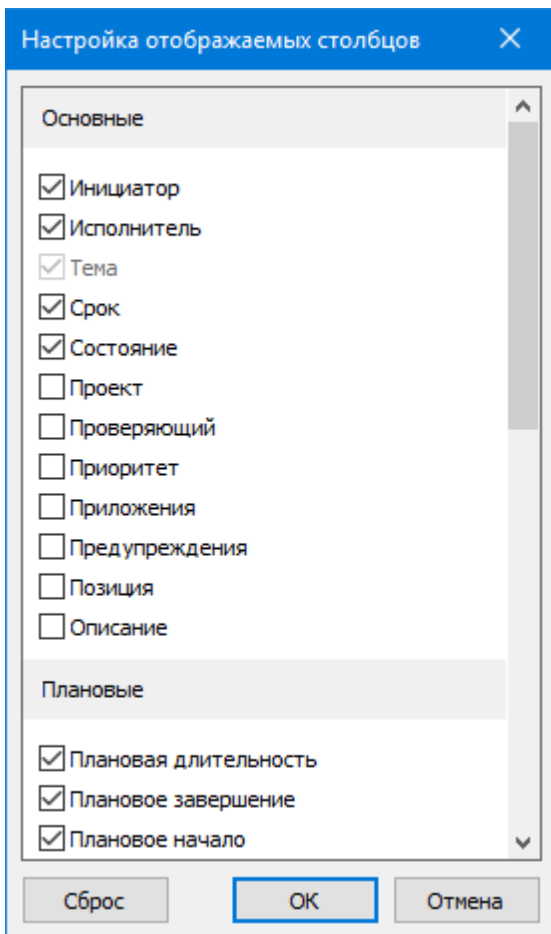 Настройка отображаемых столбцов
Основные
Инициатор
Исполнитель
Тема
Срок
Состояние
Проект
Проверяющий
Приоритет
Приложения
Предупреждения
Позиция
Описание
Плановые
Плановая длительность
Плановое завершение
Плановое начало
Сброс ОК Отмена